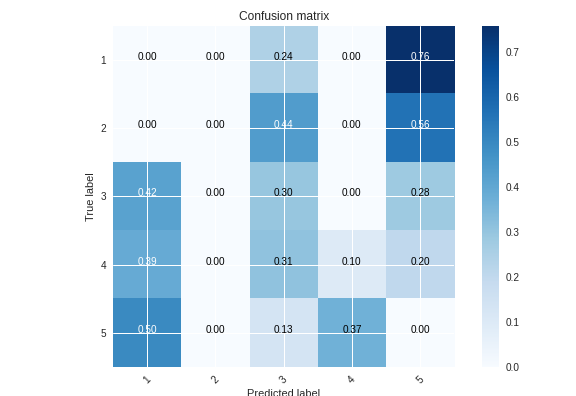 Confusion matrix
1 0.00 0.00 0.24 0.00 0.76
2 0.00 0.00 0.44 0.00 0.56
3 0.42 0.00 0.30 0.00 0.28
4 0.39 0.00 0.31 0.10 0.20
5 0.50 0.00 0.13 0.37 0.00
1 2 3 4 5
True label
Predicted label
0.7
0.6
0.5
0.4
0.3
0.2
0.1
0.0